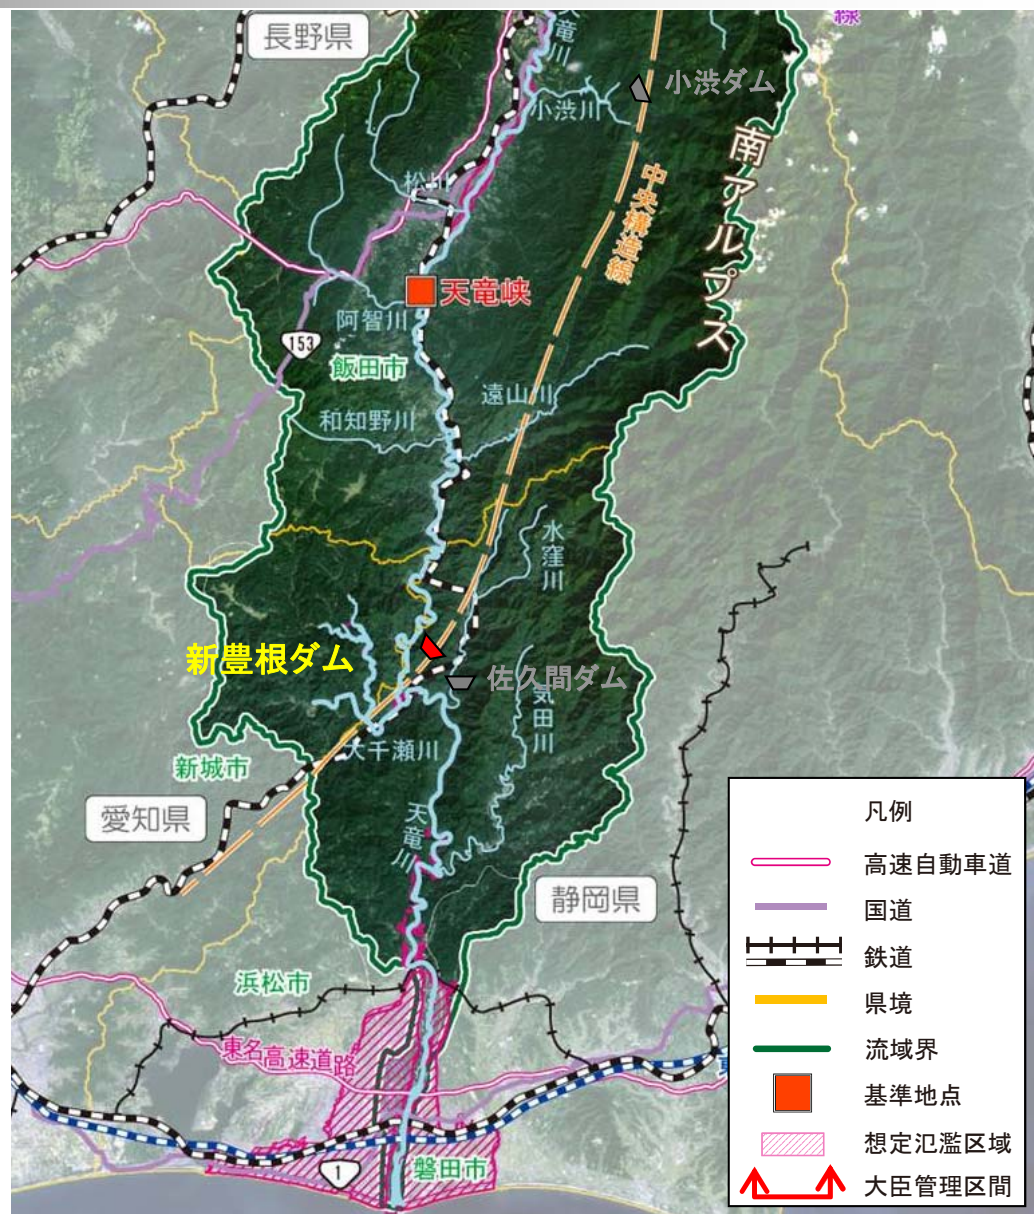 長野県
天竜川
線
小渋ダム
小渋川
南アルプス
松川
中央構造線
天竜峡
阿智川
153
飯田市
遠山川
和知野川
水窪川
新豊根ダム
佐久間ダム
気田川
大千瀬川
新城市
愛知県
天竜川
静岡県
浜松市
東名高速道路
1
磐田市
凡例
高速自動車道
国道
鉄道
県境
流域界
基準地点
想定氾濫区域
大臣管理区間